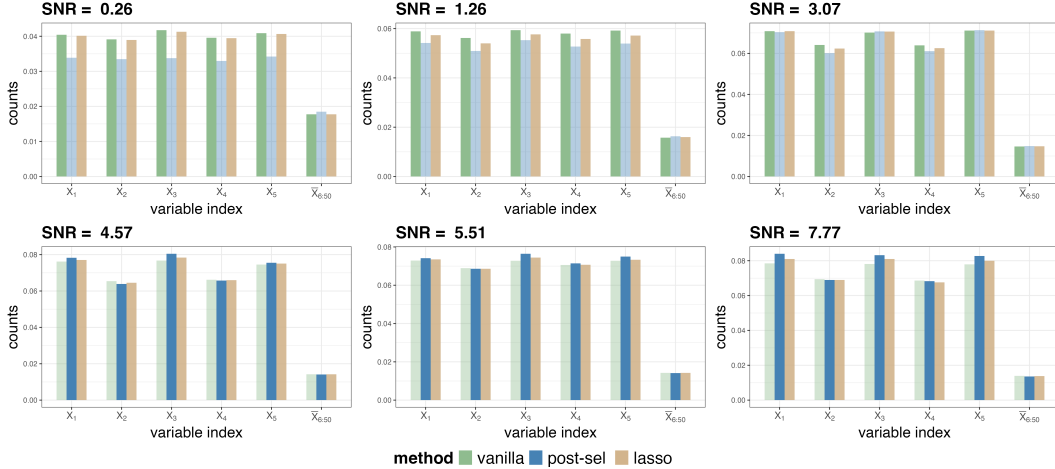 SNR = 0.26
SNR = 1.26
SNR = 3.07
counts
0.04
0.03
0.02
0.01
0.00
X1 X2 X3 X4 X5 X̅6:50
variable index
counts
0.06
0.04
0.02
0.00
X1 X2 X3 X4 X5 X̅6:50
variable index
counts
0.06
0.04
0.02
0.00
X1 X2 X3 X4 X5 X̅6:50
variable index
SNR = 4.57
SNR = 5.51
SNR = 7.77
counts
0.08
0.06
0.04
0.02
0.00
X1 X2 X3 X4 X5 X̅6:50
variable index
counts
0.08
0.06
0.04
0.02
0.00
X1 X2 X3 X4 X5 X̅6:50
variable index
counts
0.08
0.06
0.04
0.02
0.00
X1 X2 X3 X4 X5 X̅6:50
variable index
method vanilla post-sel lasso